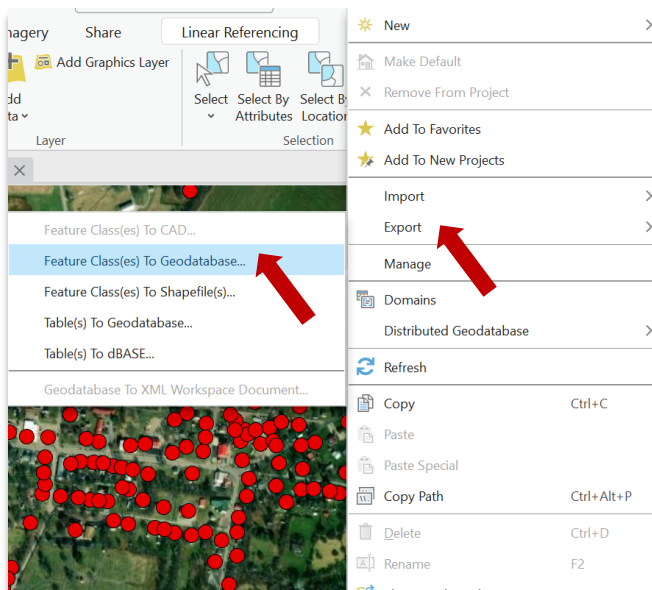 nagery
Share
Linear Referencing
Add Graphics Layer
dd
ta
Select
Select By
Attributes
Select B
Location
Layer
Selection
Feature Class(es) To CAD...
Feature Class(es) To Geodatabase...
Feature Class(es) To Shapefile(s)...
Table(s) To Geodatabase...
Table(s) To dBASE...
Geodatabase To XML Workspace Document...
New
Make Default
Remove From Project
Add To Favorites
Add To New Projects
Import
Export
Manage
Domains
Distributed Geodatabase
Refresh
Copy Ctrl+C
Paste
Paste Special
Copy Path Ctrl+Alt+P
Delete Ctrl+D
Rename F2